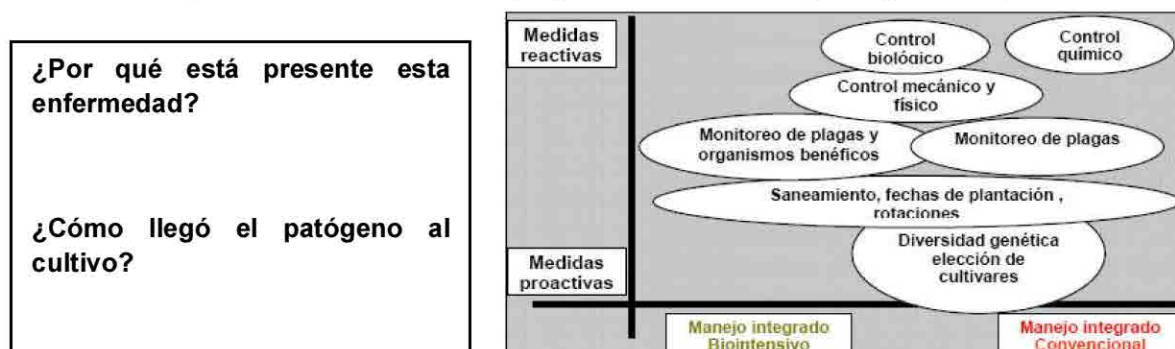 ¿Por qué está presente esta
enfermedad?
¿Cómo llegó el patógeno al
cultivo?
Medidas
reactivas
Control
biológico
Control
químico
Control mecánico y
físico
Monitoreo de plagas y
organismos benéficos
Monitoreo de plagas
Saneamiento, fechas de plantación ,
rotaciones
Diversidad genética
elección de
cultivares
Medidas
proactivas
Manejo integrado
Biointensivo
Manejo integrado
Convencional